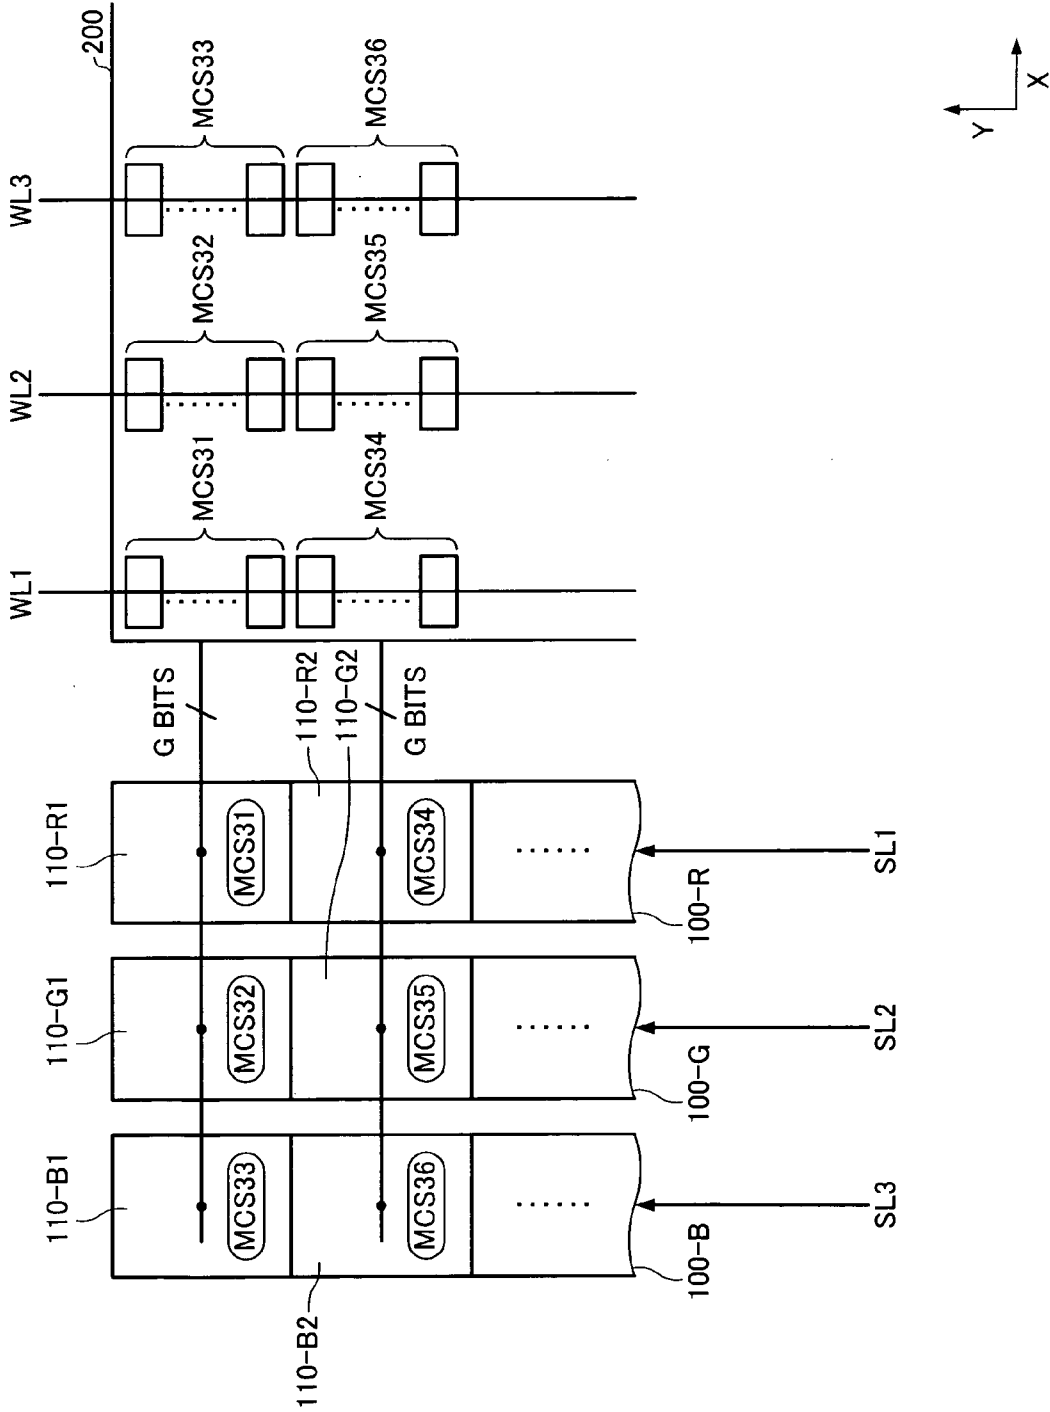 WL1
WL2
WL3
200
MCS31
MCS32
MCS33
MCS34
MCS35
MCS36
G BITS
G BITS
110-B1
110-G1
110-R1
110-R2
110-G2
110-B2
MCS33
MCS32
MCS31
MCS36
MCS35
MCS34
100-B
100-G
100-R
SL3
SL2
SL1
Y
X